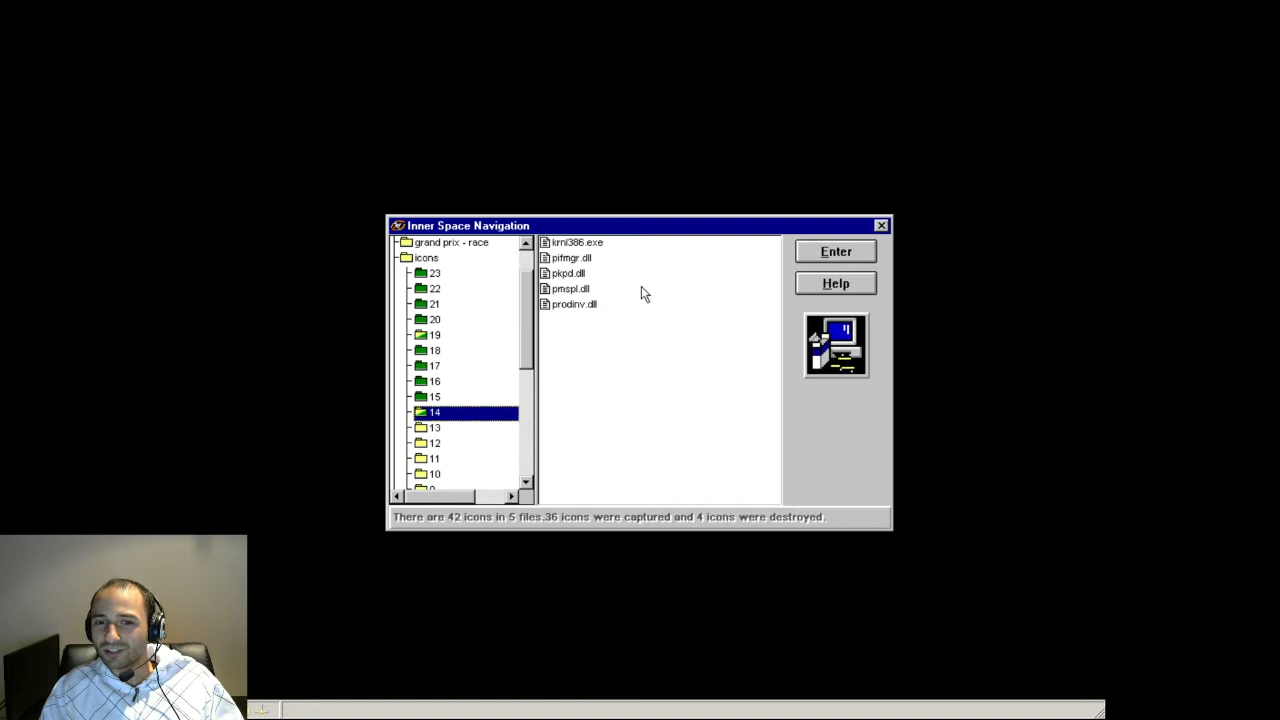 Inner Space Navigation
grand prix - race
icons
23
22
21
20
19
18
17
16
15
14
13
12
11
10
krnl386.exe
pifmgr.dll
pkpd.dll
pmspl.dll
prodinv.dll
Enter
Help
There are 42 icons in 5 files.36 icons were captured and 4 icons were destroyed.